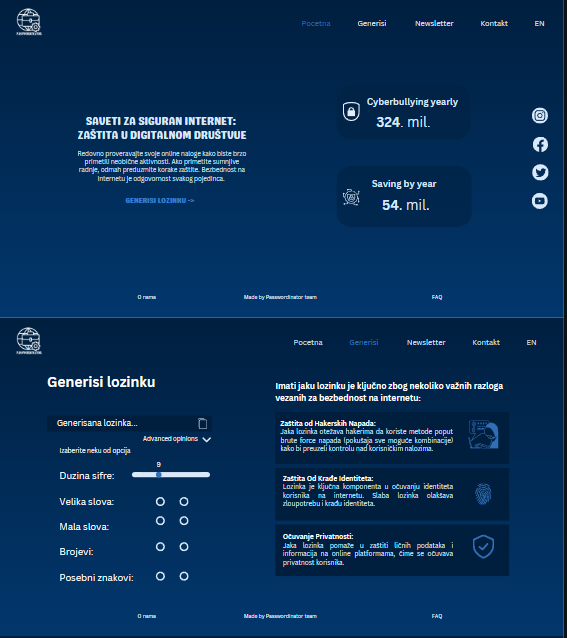 Pocetna
Generisi
Newsletter
Kontakt
EN
SAVETI ZA SIGURAN INTERNET:
ZAŠTITA U DIGITALNOM DRUŠTVUE
Redovno proveravajte svoje online naloge kako biste brzo
primetili neobične aktivnosti. Ako primetite sumnjive
radnje, odmah preduzmite korake zaštite. Bezbednost na
internetu je odgovornost svakog pojedinca.
GENERISI LOZINKU ->
Cyberbullying yearly
324. mil.
Saving by year
54. mil.
O nama
Made by Passwordinator team
FAQ
Pocetna
Generisi
Newsletter
Kontakt
EN
Generisi lozinku
Generisana lozinka...
Advanced opinions
Izaberite neku od opcija
9
Duzina sifre:
Velika slova:
Mala slova:
Brojevi:
Posebni znakovi:
Imati jaku lozinku je ključno zbog nekoliko važnih razloga
vezanih za bezbednost na internetu:
Zaštita od Hakerskih Napada:
Jaka lozinka otežava hakerima da koriste metode poput
brute force napada (pokušaja sve moguće kombinacije)
kako bi preuzeli kontrolu nad korisničkim nalozima.
Zaštita Od Krađe Identiteta:
Lozinka je ključna komponenta u očuvanju identiteta
korisnika na internetu. Slaba lozinka olakšava
zloupotrebu i krađu identiteta.
Očuvanje Privatnosti:
Jaka lozinka pomaže u zaštiti ličnih podataka i
informacija na online platformama, čime se očuvava
privatnost korisnika.
O nama
Made by Passwordinator team
FAQ